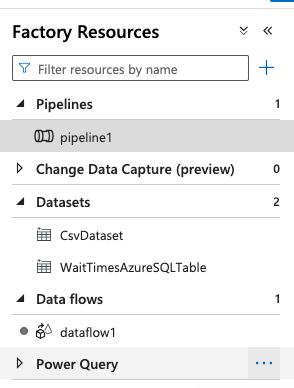 Factory Resources
Filter resources by name
Pipelines 1
pipeline1
Change Data Capture (preview) 0
Datasets 2
CsvDataset
WaitTimesAzureSQLTable
Data flows 1
dataflow1
Power Query